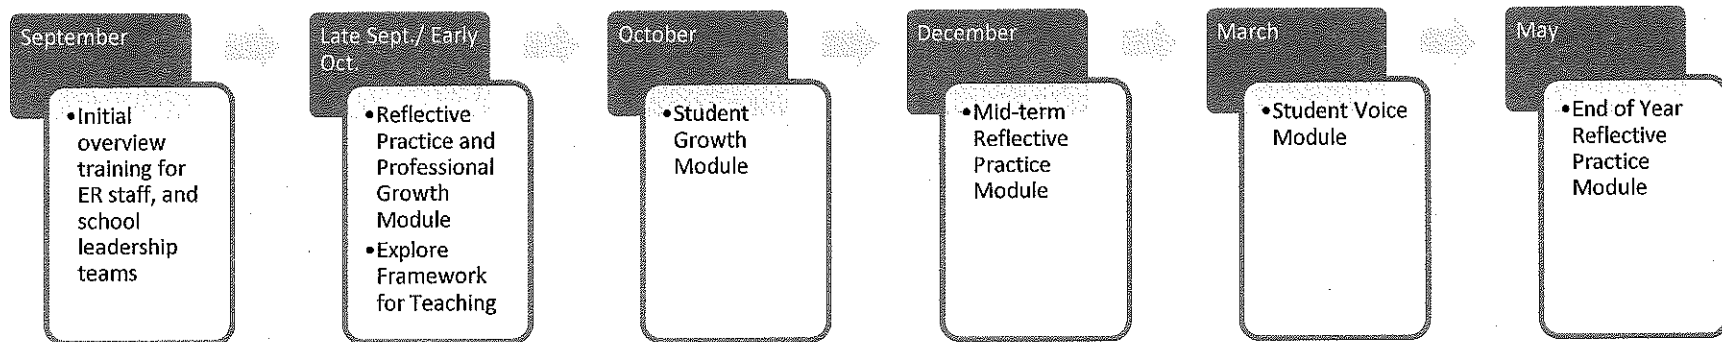 September
•Initial
overview
training for
ER staff, and
school
leadership
teams
Late Sept./ Early
Oct.
•Reflective
Practice and
Professional
Growth
Module
•Explore
Framework
for Teaching
October
•Student
Growth
Module
December
•Mid-term
Reflective
Practice
Module
March
•Student Voice
Module
May
•End of Year
Reflective
Practice
Module